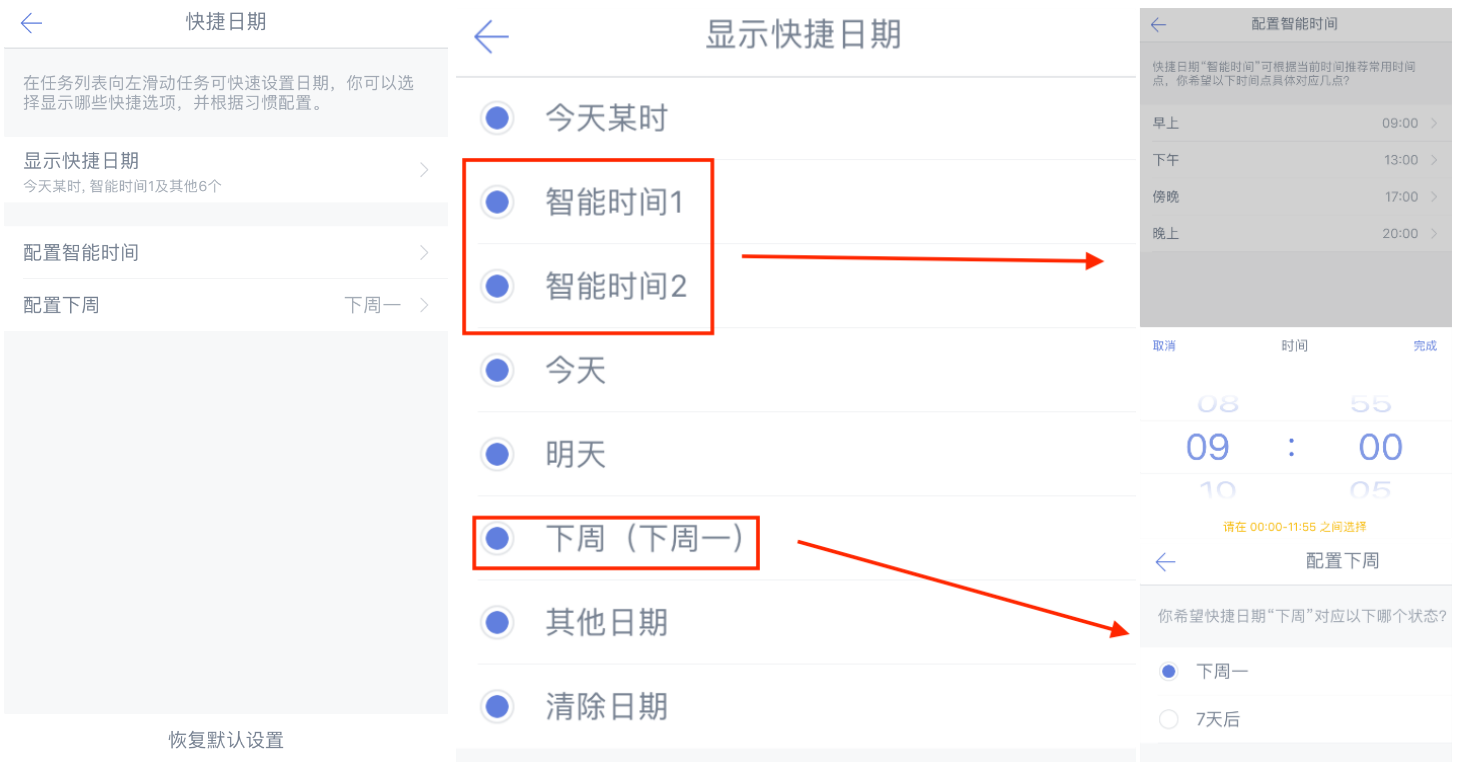 快捷日期
在任务列表向左滑动任务可快速设置日期，你可以选
择显示哪些快捷选项，并根据习惯配置。
显示快捷日期
今天某时, 智能时间1及其他6个
配置智能时间
配置下周 下周一
恢复默认设置
显示快捷日期
今天某时
智能时间1
智能时间2
今天
明天
下周（下周一）
其他日期
清除日期
配置智能时间
快捷日期“智能时间”可根据当前时间推荐常用时间
点，你希望以下时间点具体对应几点?
早上 09:00
下午 13:00
傍晚 17:00
晚上 20:00
取消 时间 完成
08 55
09 : 00
10 05
请在 00:00-11:55 之间选择
配置下周
你希望快捷日期“下周”对应以下哪个状态?
下周一
7天后